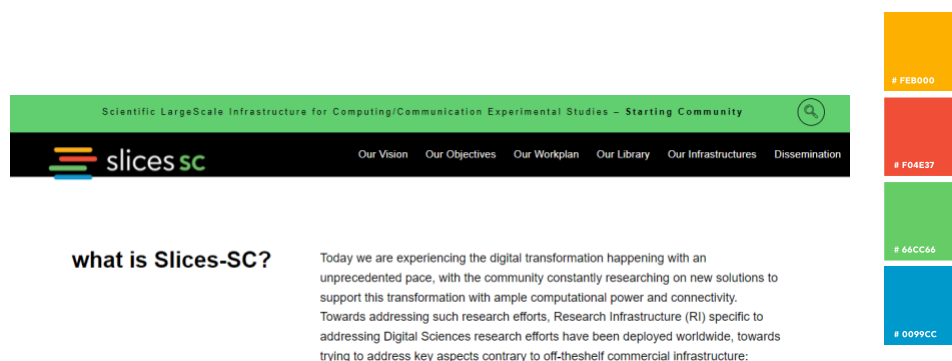 # FEB000
Scientific LargeScale Infrastructure for Computing/Communication Experimental Studies – Starting Community
slices sc
Our Vision Our Objectives Our Workplan Our Library Our Infrastructures Dissemination
# F04E37
what is Slices-SC?
Today we are experiencing the digital transformation happening with an
unprecedented pace, with the community constantly researching on new solutions to
support this transformation with ample computational power and connectivity.
Towards addressing such research efforts, Research Infrastructure (RI) specific to
addressing Digital Sciences research efforts have been deployed worldwide, towards
trying to address key aspects contrary to off-theshelf commercial infrastructure:
# 66CC66
# 0099CC